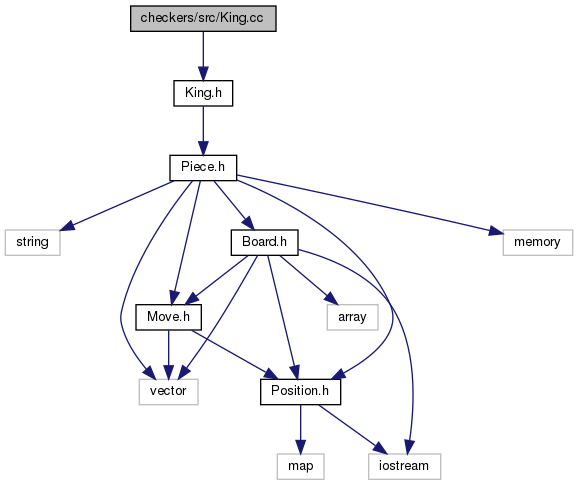 checkers/src/King.cc
King.h
Piece.h
string
Board.h
memory
Move.h
array
vector
Position.h
map
iostream